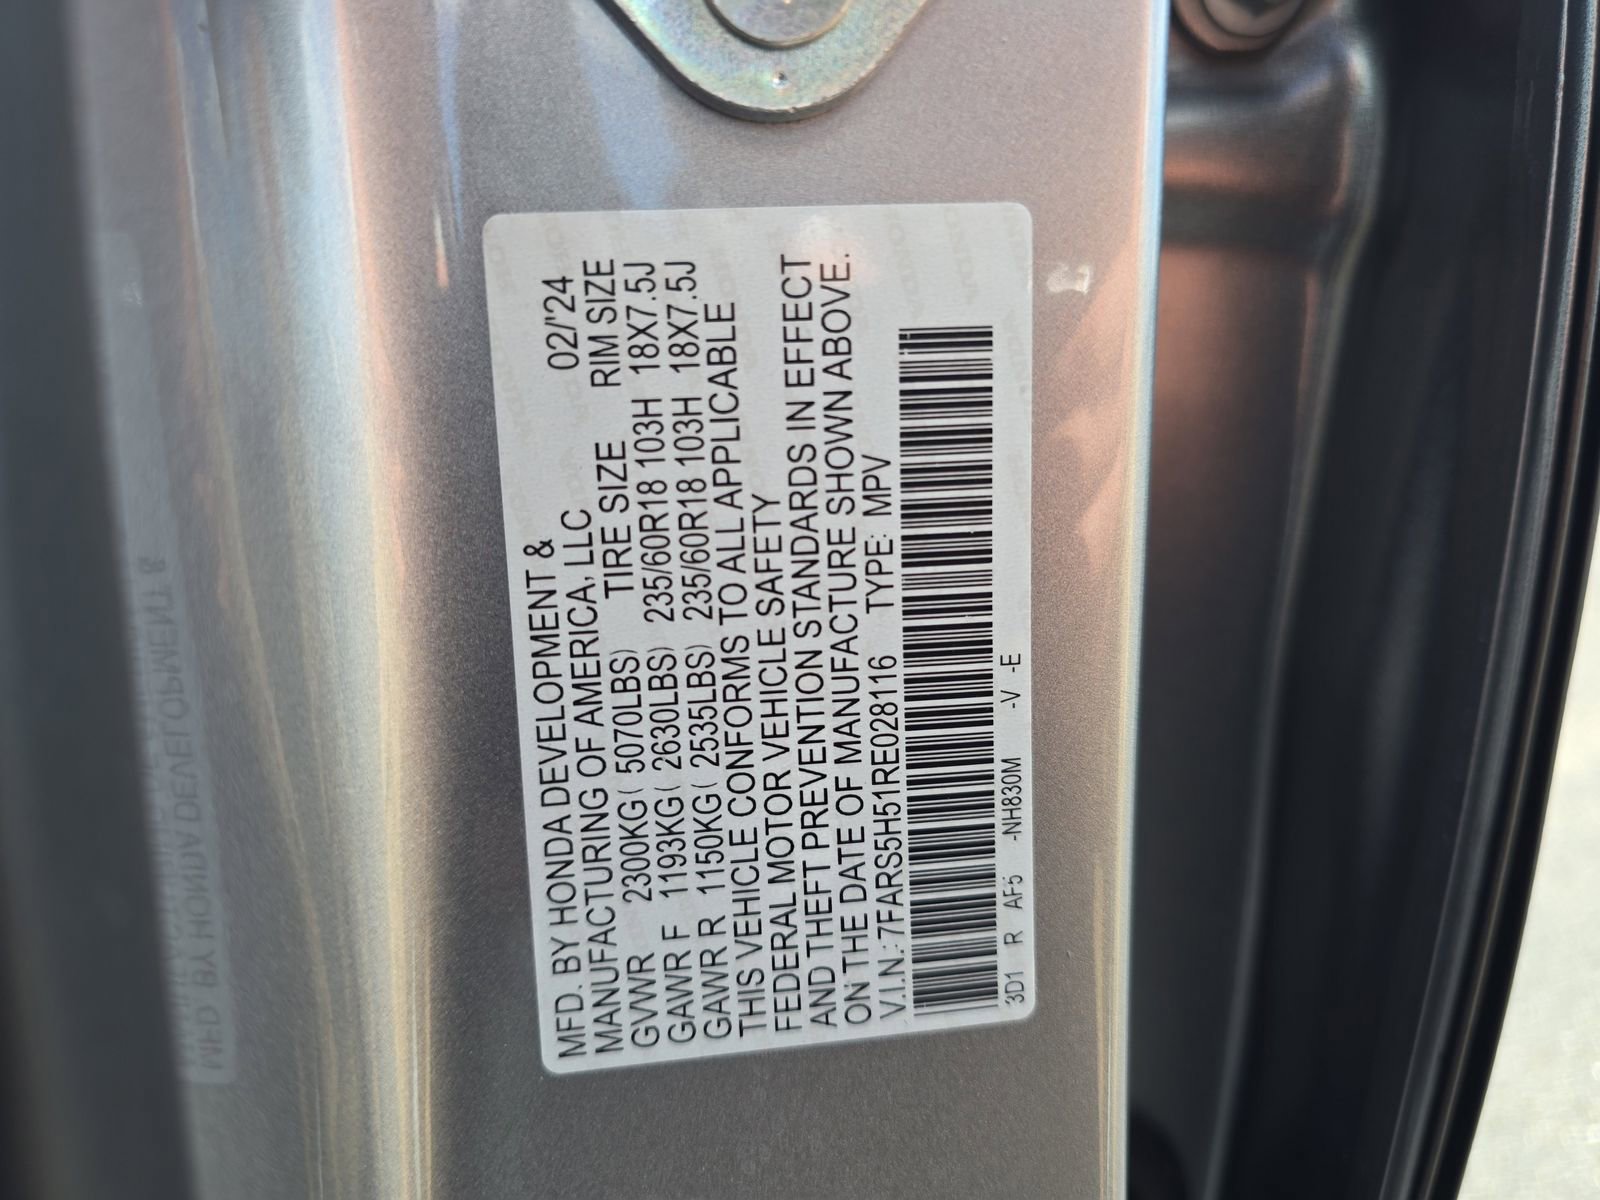 MFD. BY HONDA DEVELOPMENT &
MANUFACTURING OF AMERICA, LLC 02/'24
GVWR 2300KG ( 5070LBS) TIRE SIZE RIM SIZE
GAWR F 1193KG ( 2630LBS) 235/60R18 103H 18X7.5J
GAWR R 1150KG ( 2535LBS) 235/60R18 103H 18X7.5J
THIS VEHICLE CONFORMS TO ALL APPLICABLE
FEDERAL MOTOR VEHICLE SAFETY
AND THEFT PREVENTION STANDARDS IN EFFECT
ON THE DATE OF MANUFACTURE SHOWN ABOVE.
V.I.N.: 7FARS5H51RE028116 TYPE: MPV
3D1 R AF5 -NH830M -V -E